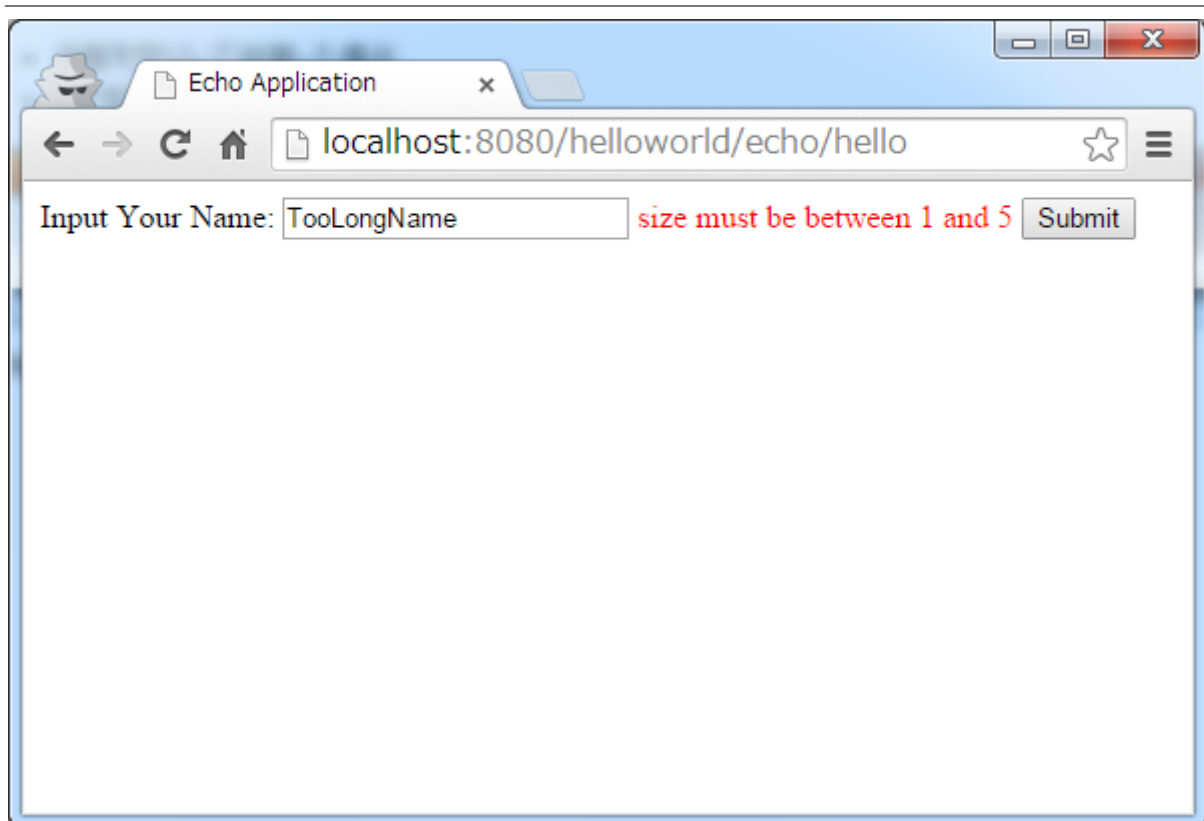 Echo Application
localhost:8080/helloworld/echo/hello
Input Your Name: TooLongName size must be between 1 and 5 Submit